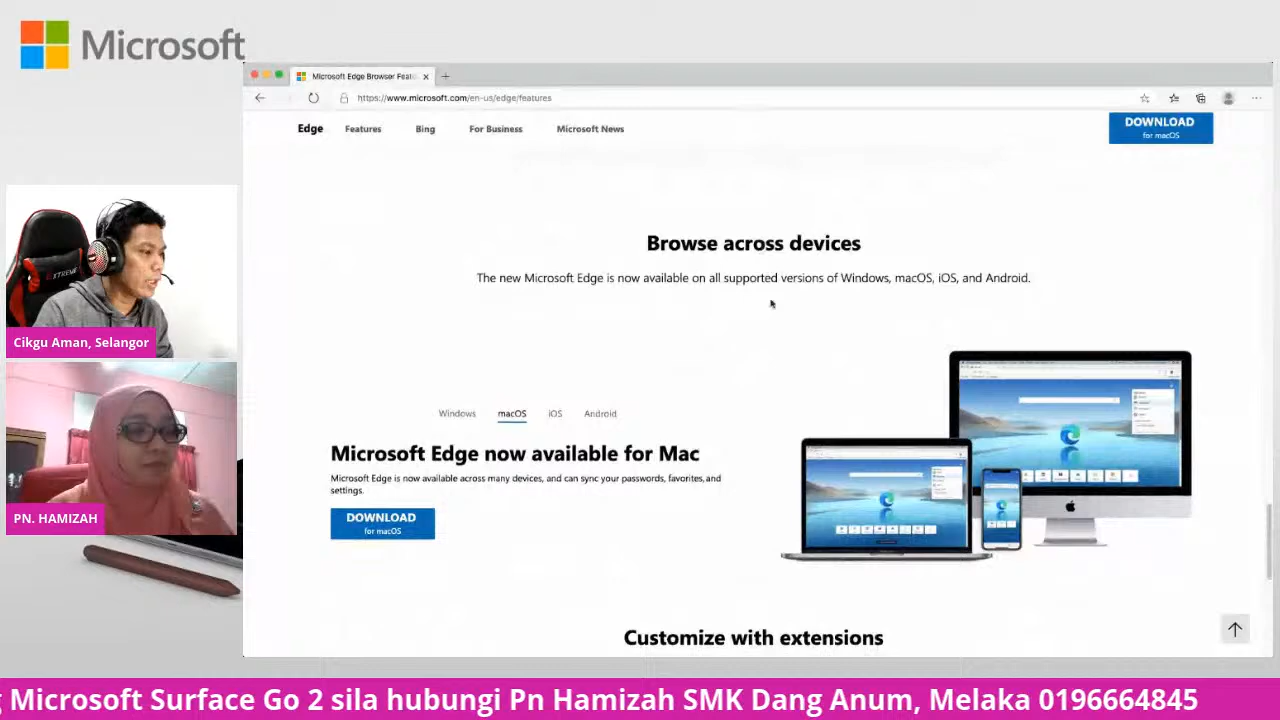 Microsoft
Microsoft Edge Browser Feat
https://www.microsoft.com/en-us/edge/features
Edge
Features
Bing
For Business
Microsoft News
DOWNLOAD
for macOS
Browse across devices
The new Microsoft Edge is now available on all supported versions of Windows, macOS, iOS, and Android.
EXTREME
Cikgu Aman, Selangor
Windows
macOS
iOS
Android
Microsoft Edge now available for Mac
Microsoft Edge is now available across many devices, and can sync your passwords, favorites, and
settings.
DOWNLOAD
for macOS
PN. HAMIZAH
Customize with extensions
g Microsoft Surface Go 2 sila hubungi Pn Hamizah SMK Dang Anum, Melaka 0196664845